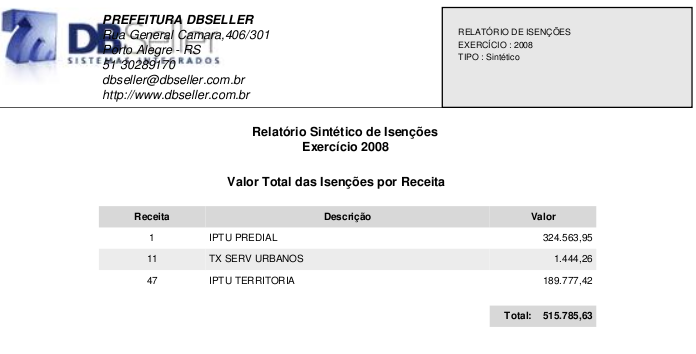 DBSeller
SISTEMAS INTEGRADOS
PREFEITURA DBSELLER
Rua General Camara,406/301
Porto Alegre - RS
51 30289170
dbseller@dbseller.com.br
http://www.dbseller.com.br
RELATÓRIO DE ISENÇÕES
EXERCÍCIO : 2008
TIPO : Sintético
Relatório Sintético de Isenções
Exercício 2008
Valor Total das Isenções por Receita
Receita Descrição Valor
1 IPTU PREDIAL 324.563,95
11 TX SERV URBANOS 1.444,26
47 IPTU TERRITORIA 189.777,42
Total: 515.785,63